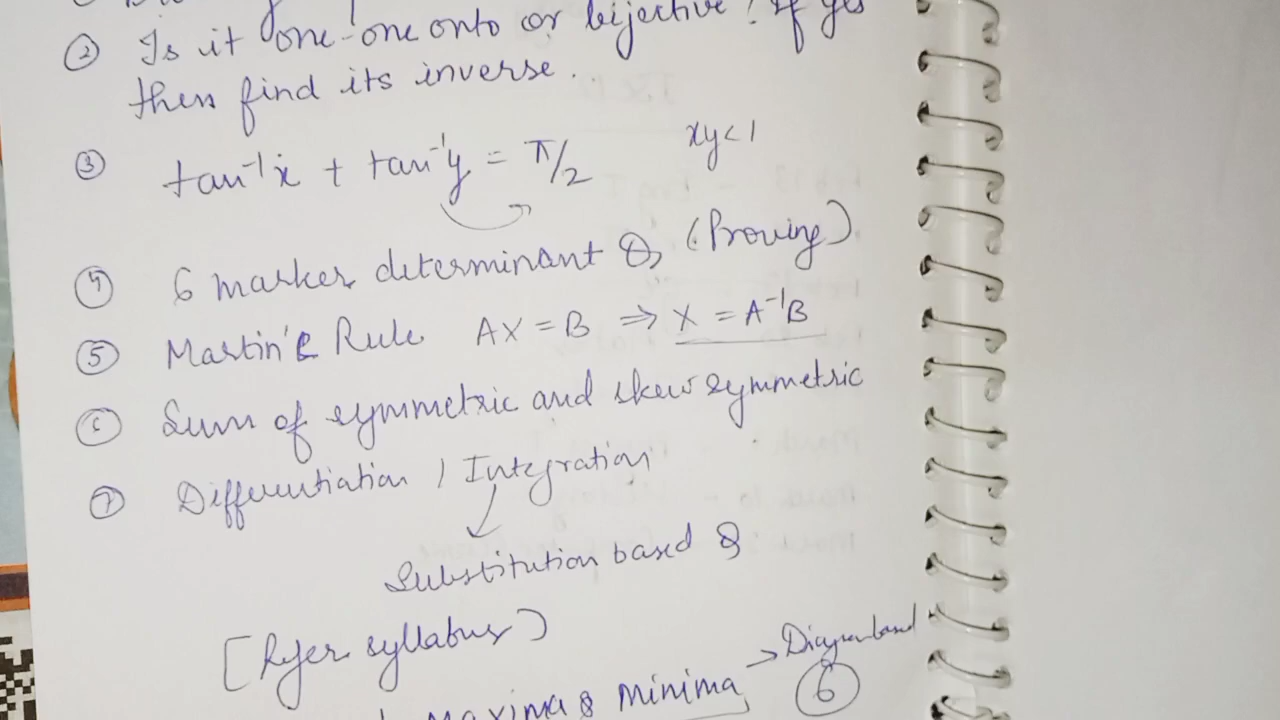 ② Is it one-one onto or bijective? If yes
then find its inverse.
③ tan⁻¹x + tan⁻¹y = π/2 xy<1
④ 6 marker determinant Q, (Proving)
⑤ Martin's Rule AX = B ⇒ X = A⁻¹B
⑥ Sum of symmetric and skew symmetric
⑦ Differentiation / Integration
Substitution based Q
[Refer syllabus)
Maxima & Minima → Diagram based
⑥